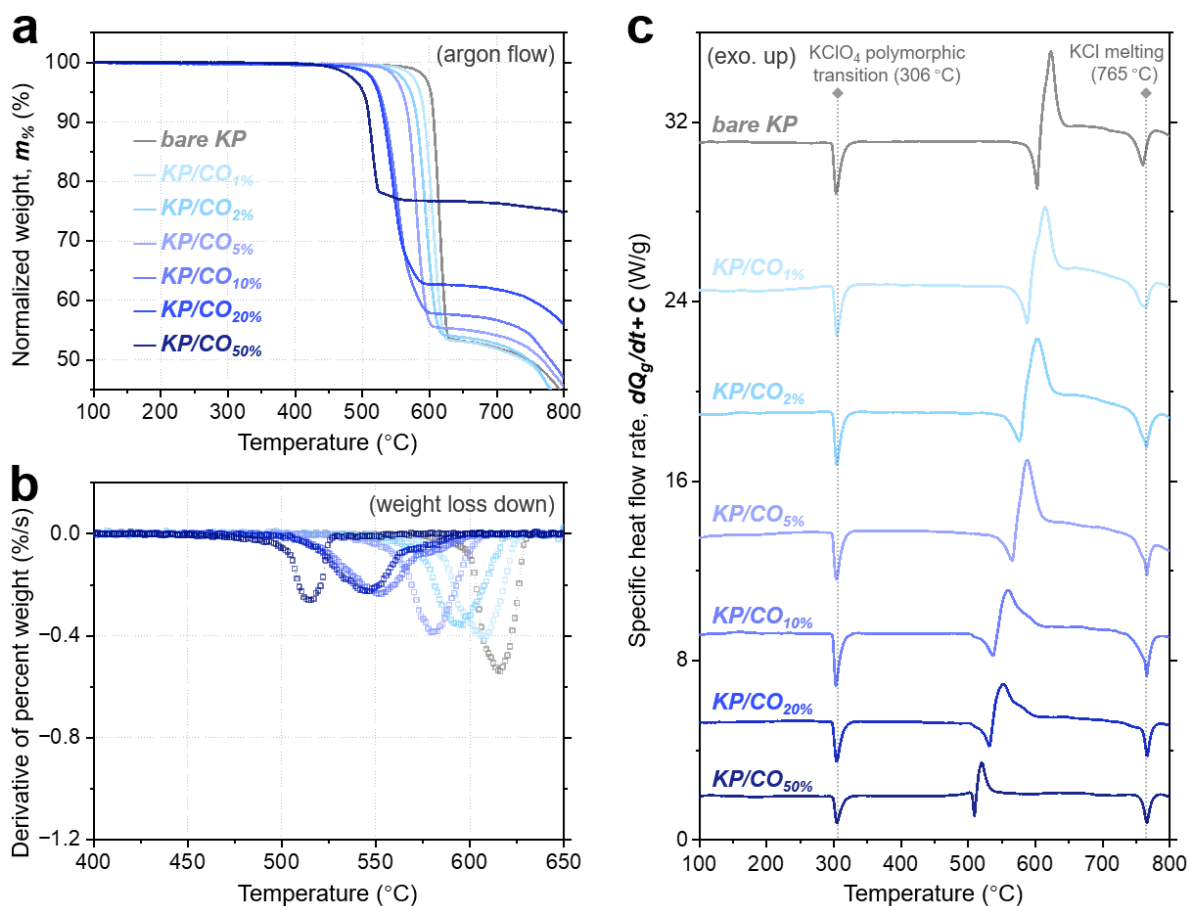 a
(argon flow)
Normalized weight, m% (%)
100
90
80
70
60
50
bare KP
KP/CO1%
KP/CO2%
KP/CO5%
KP/CO10%
KP/CO20%
KP/CO50%
100 200 300 400 500 600 700 800
Temperature (°C)
b
(weight loss down)
Derivative of percent weight (%/s)
0.0
−0.4
−0.8
−1.2
400 450 500 550 600 650
Temperature (°C)
c
(exo. up)
KClO4 polymorphic
transition (306 °C)
KCl melting
(765 °C)
Specific heat flow rate, dQg/dt+C (W/g)
32
24
16
8
0
bare KP
KP/CO1%
KP/CO2%
KP/CO5%
KP/CO10%
KP/CO20%
KP/CO50%
100 200 300 400 500 600 700 800
Temperature (°C)